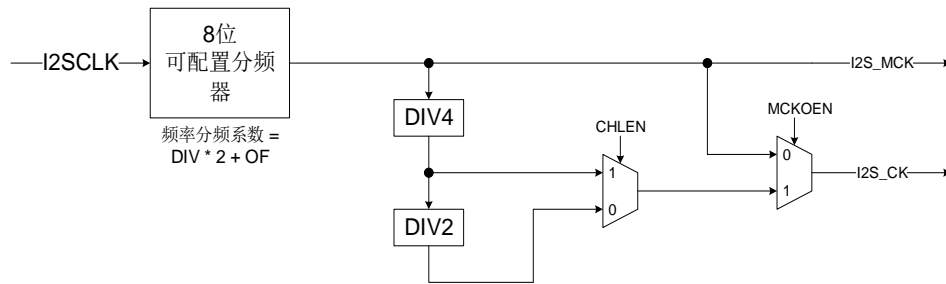 I2SCLK
8位
可配置分频
器
频率分频系数 =
DIV * 2 + OF
I2S_MCK
DIV4
CHLEN
MCKOEN
1
0
0
1
I2S_CK
DIV2